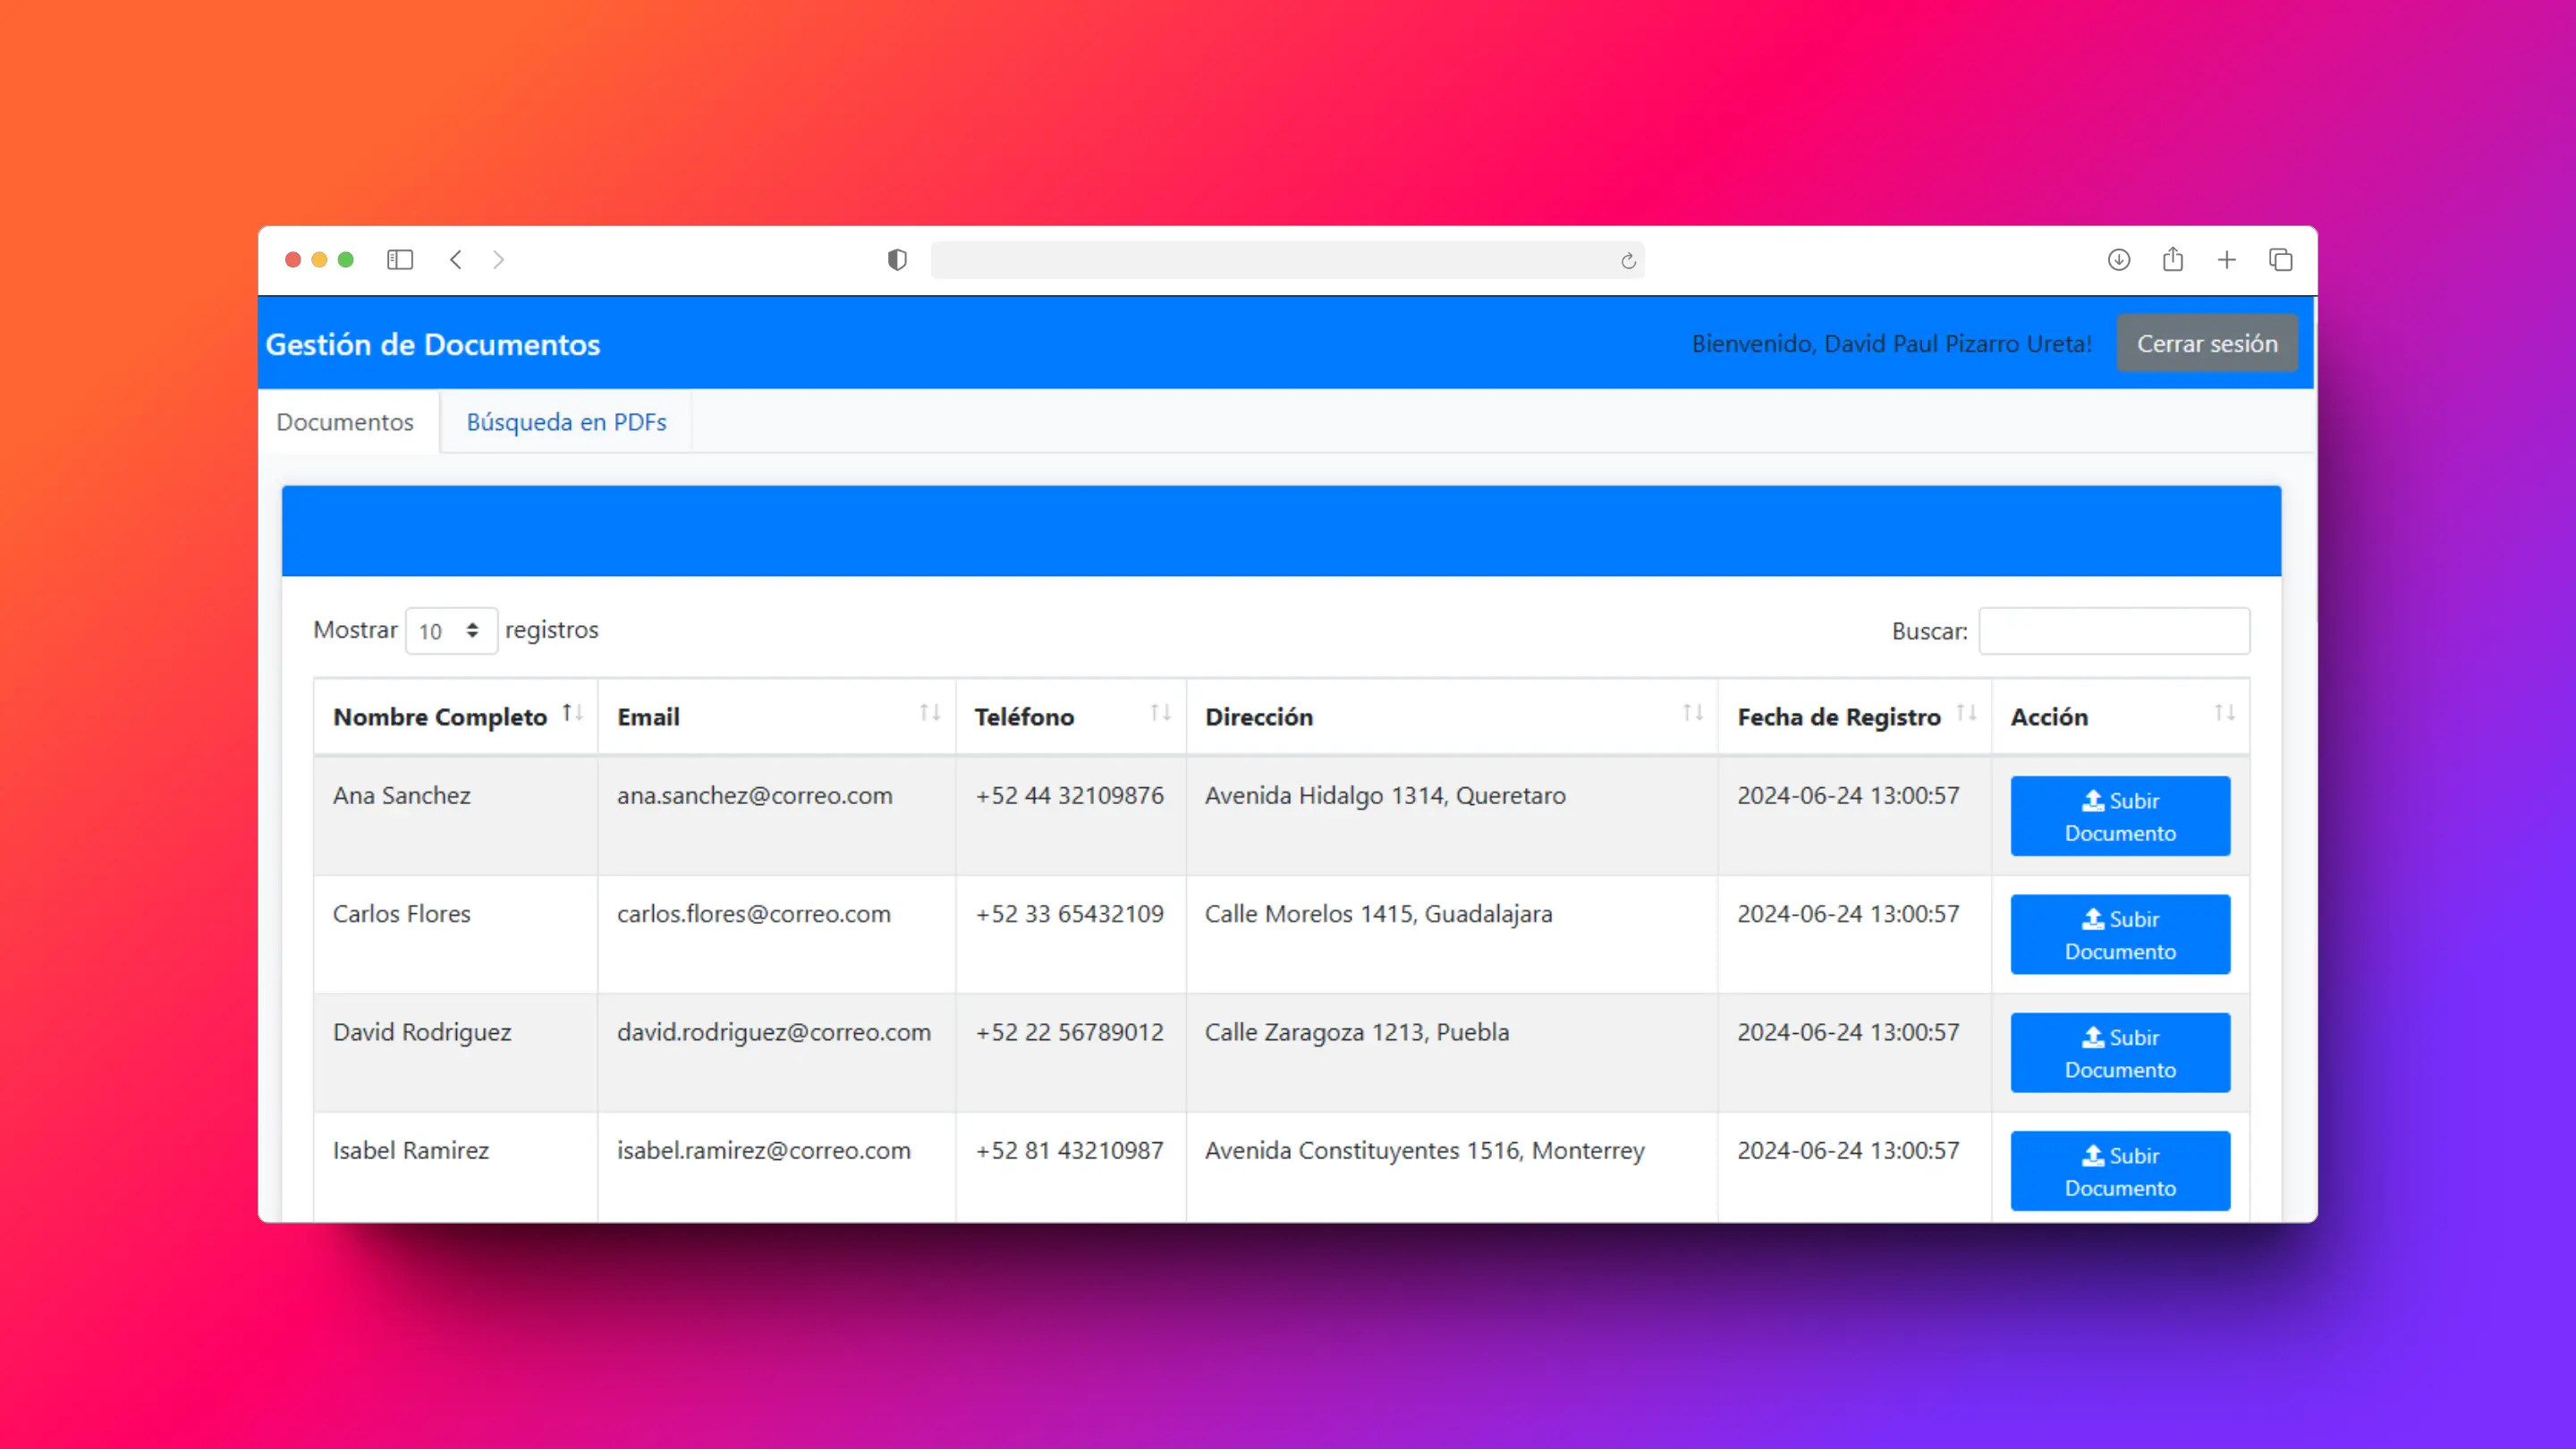 Gestión de Documentos
Bienvenido, David Paul Pizarro Ureta!
Cerrar sesión
Documentos
Búsqueda en PDFs
Mostrar 10 registros
Buscar:
Nombre Completo Email Teléfono Dirección Fecha de Registro Acción
Ana Sanchez ana.sanchez@correo.com +52 44 32109876 Avenida Hidalgo 1314, Queretaro 2024-06-24 13:00:57 Subir
Documento
Carlos Flores carlos.flores@correo.com +52 33 65432109 Calle Morelos 1415, Guadalajara 2024-06-24 13:00:57 Subir
Documento
David Rodriguez david.rodriguez@correo.com +52 22 56789012 Calle Zaragoza 1213, Puebla 2024-06-24 13:00:57 Subir
Documento
Isabel Ramirez isabel.ramirez@correo.com +52 81 43210987 Avenida Constituyentes 1516, Monterrey 2024-06-24 13:00:57 Subir
Documento